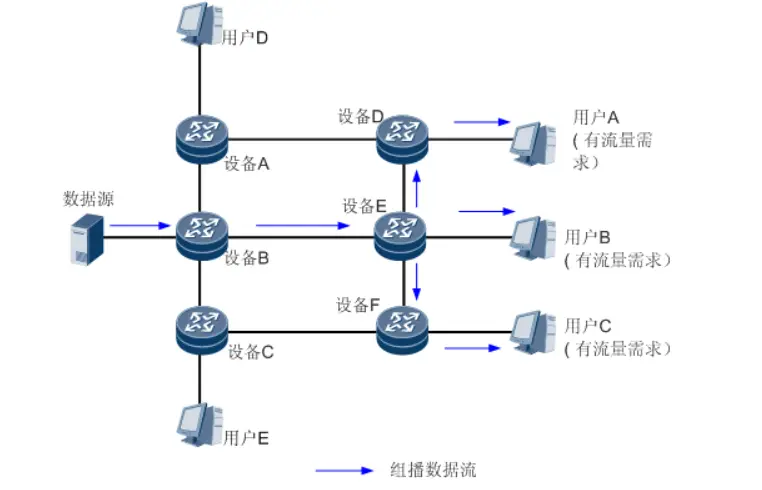 用户D
设备D
用户A
( 有流量需
求）
设备A
数据源
设备E
设备B
用户B
( 有流量需求）
设备F
用户C
( 有流量需求）
设备C
用户E
组播数据流